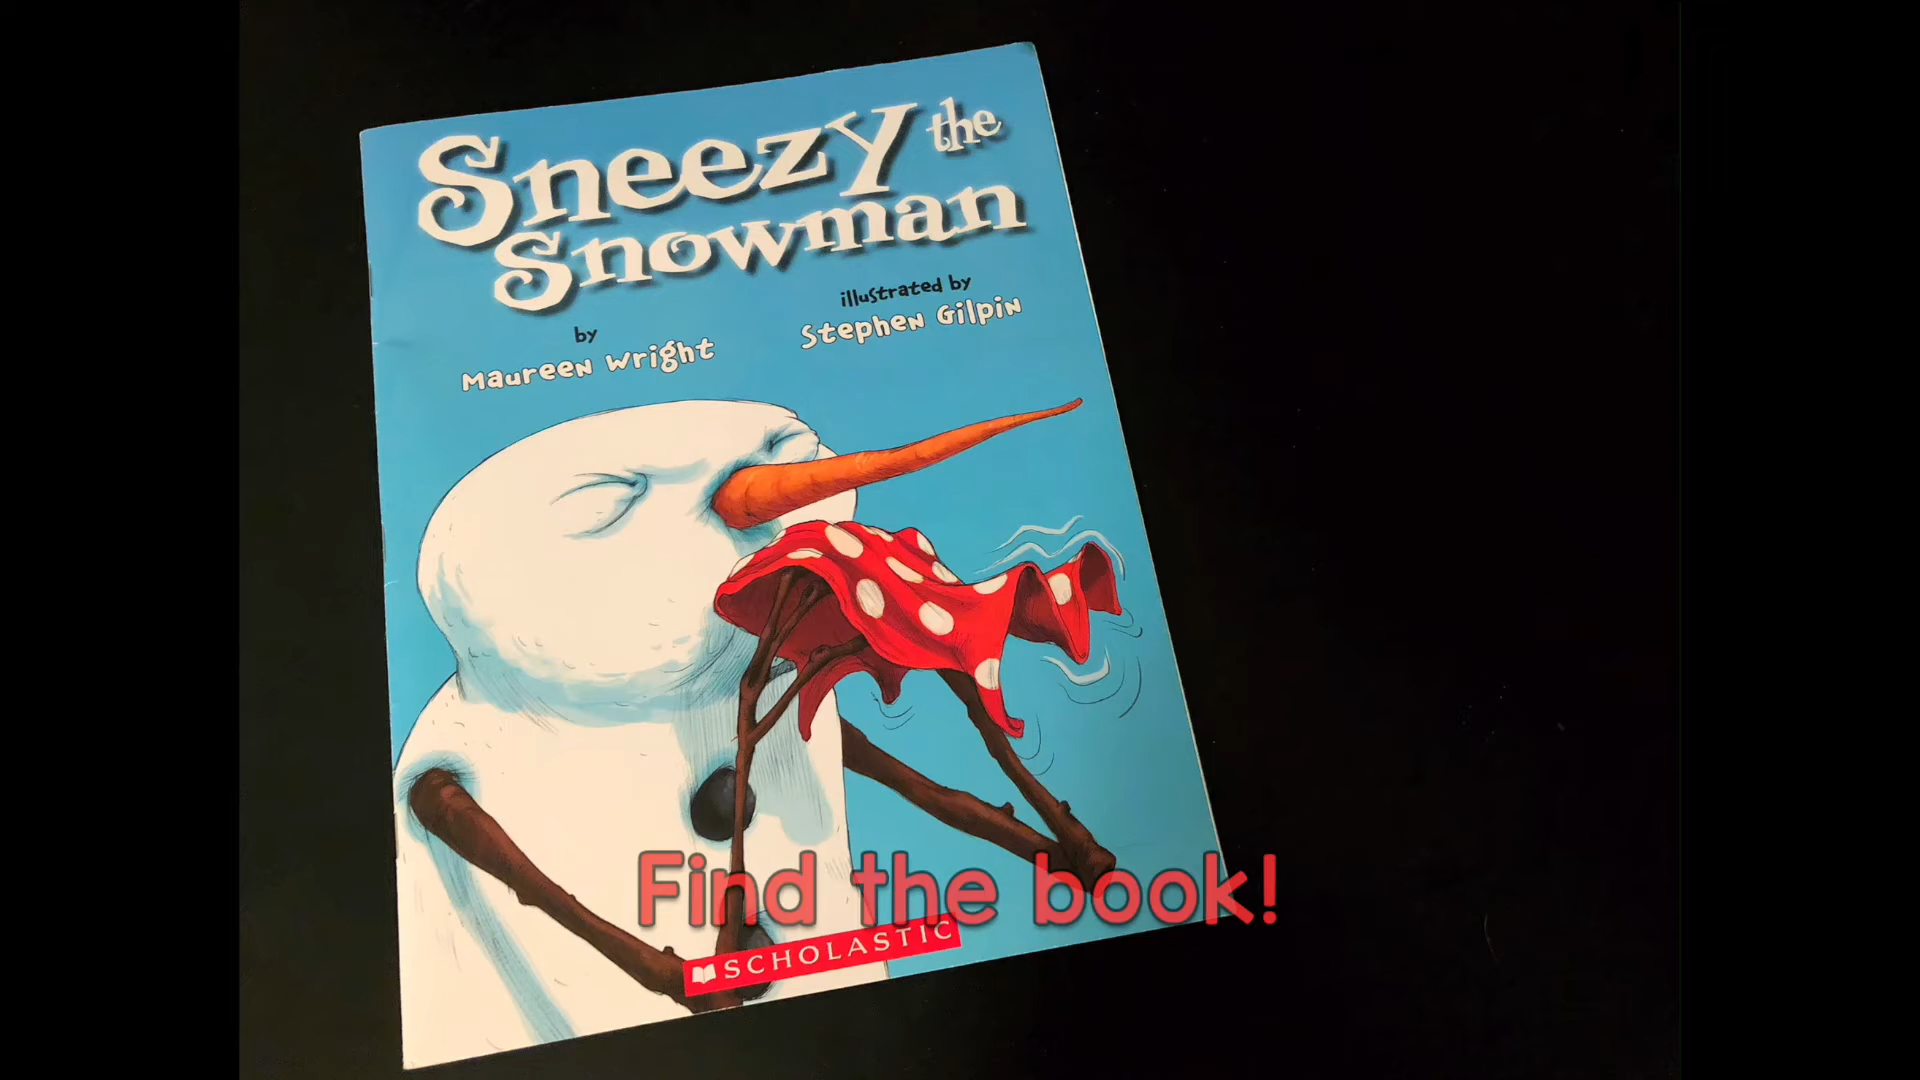 Sneezy the
Snowman
by
Maureen Wright
illustrated by
Stephen Gilpin
Find the book!
SCHOLASTIC